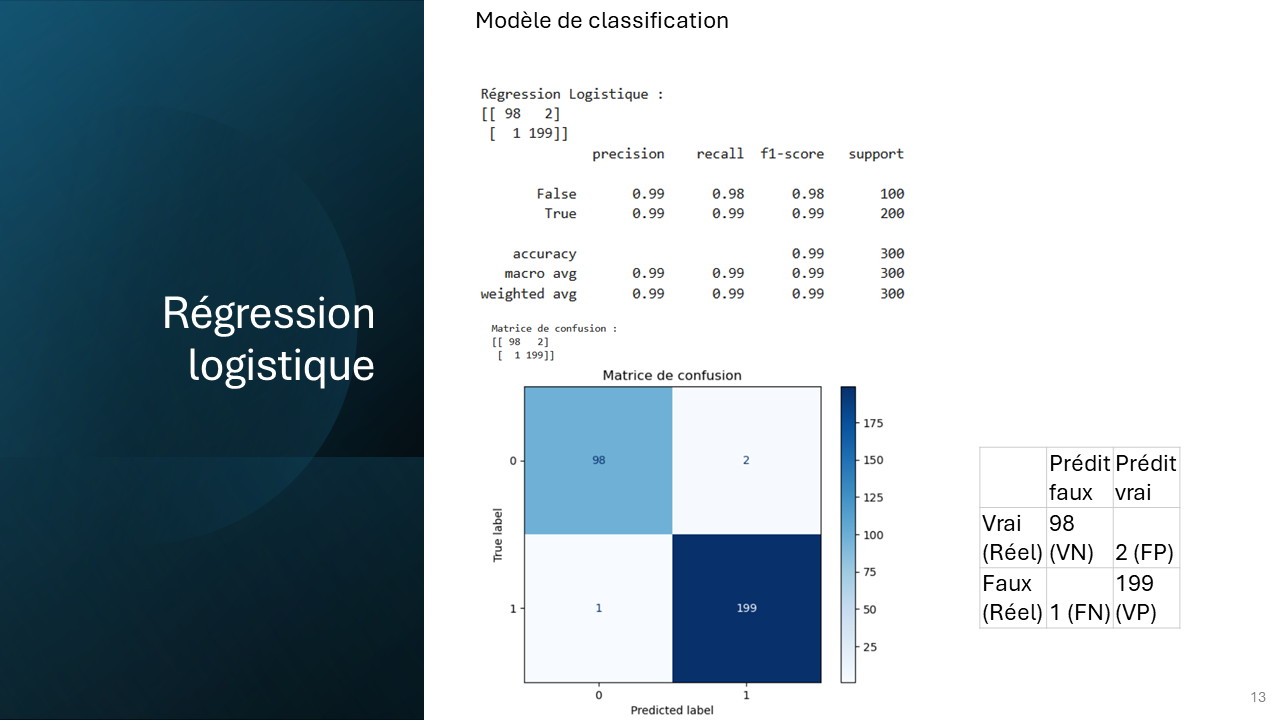 Modèle de classification
Régression Logistique :
[[ 98   2]
 [  1 199]]
precision recall f1-score support
False 0.99 0.98 0.98 100
True 0.99 0.99 0.99 200
accuracy 0.99 300
macro avg 0.99 0.99 0.99 300
weighted avg 0.99 0.99 0.99 300
Régression
logistique
Matrice de confusion :
[[ 98   2]
 [  1 199]]
Matrice de confusion
True label
0
1
98
2
1
199
0
1
Predicted label
175
150
125
100
75
50
25
Prédit
faux
Prédit
vrai
Vrai
(Réel)
98
(VN)
2 (FP)
Faux
(Réel)
1 (FN)
199
(VP)
13